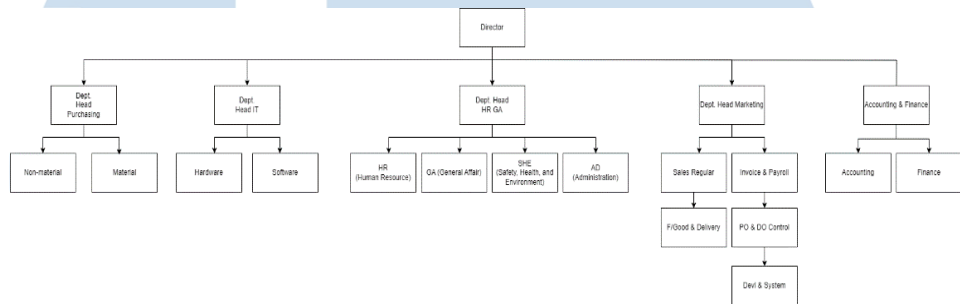 Director
Dept.
Head
Purchasing
Dept.
Head IT
Dept. Head
HR GA
Dept. Head Marketing
Accounting & Finance
Non-material
Material
Hardware
Software
HR
(Human Resource)
GA (General Affair)
SHE
(Safety, Health, and
Environment)
AD
(Administration)
Sales Regular
Invoice & Payroll
Accounting
Finance
F/Good & Delivery
PO & DO Control
Devl & System